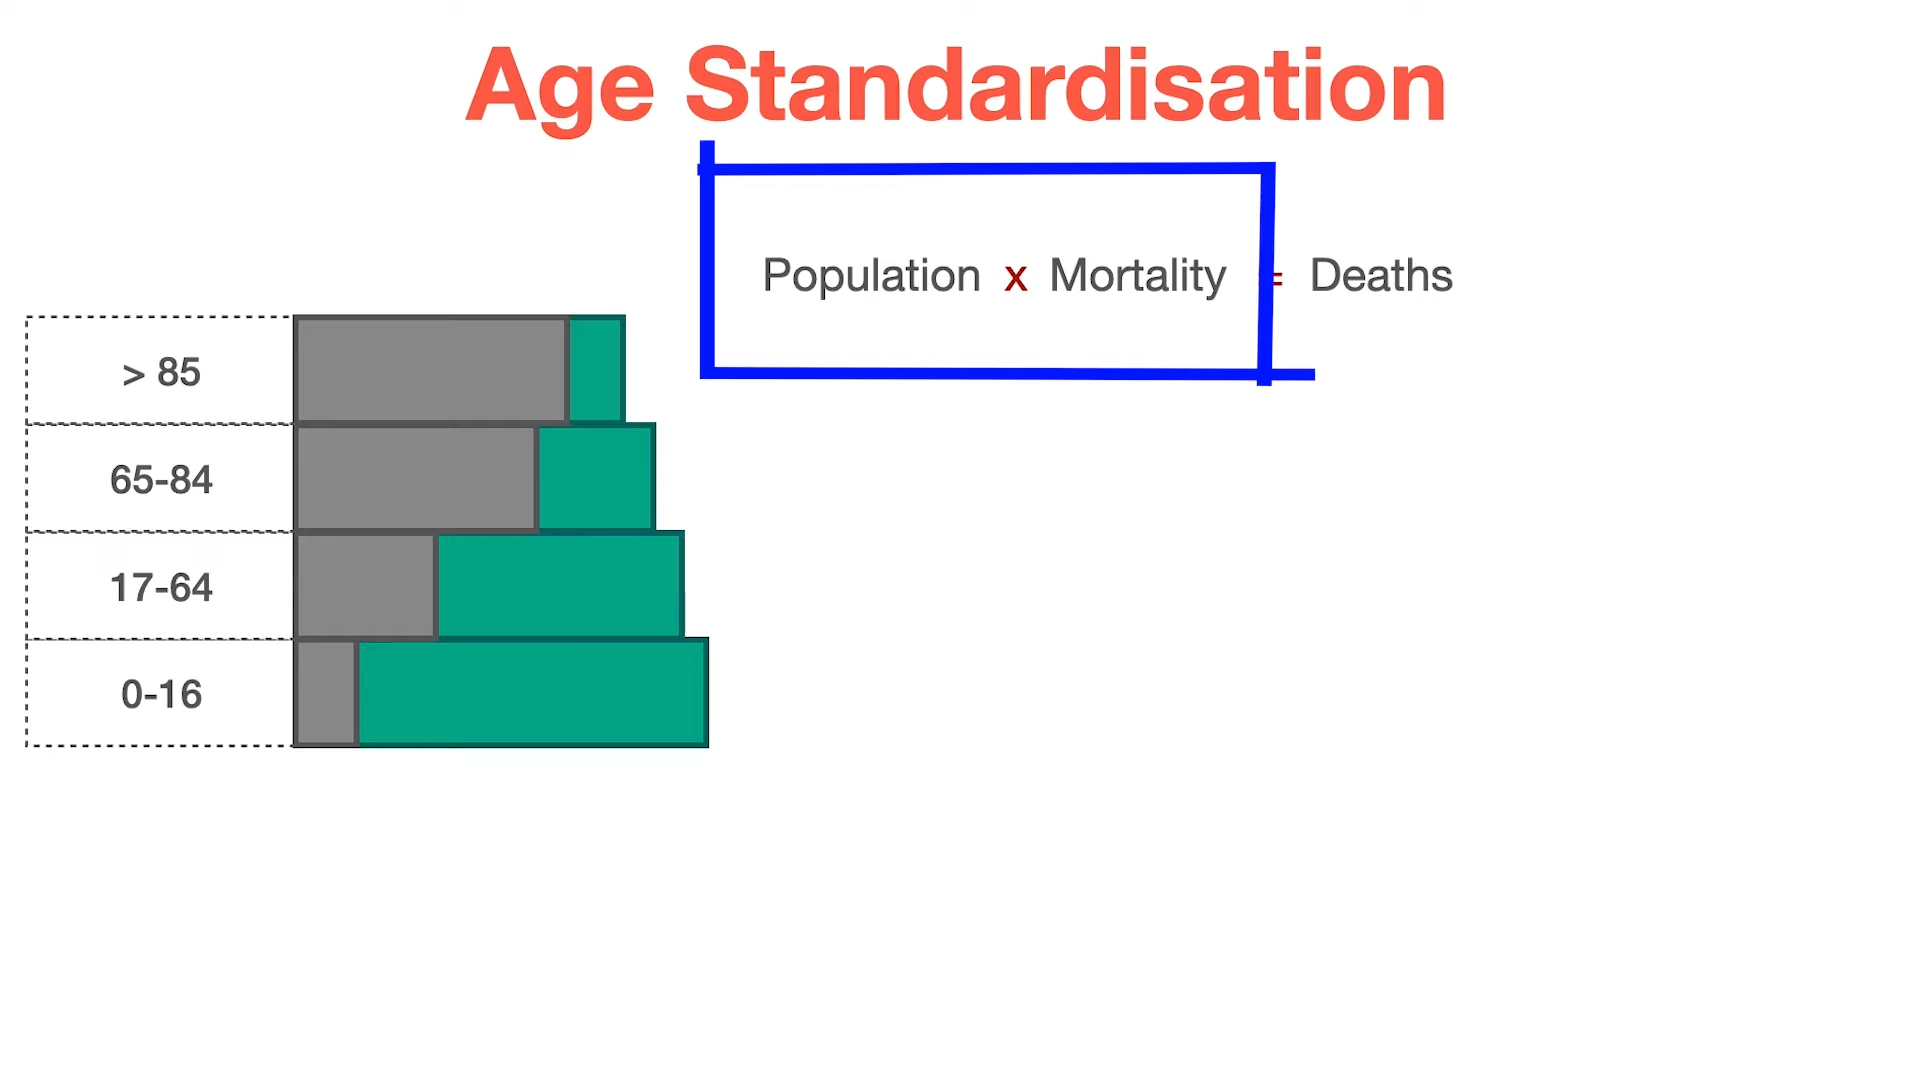 Age Standardisation
Population x Mortality = Deaths
> 85
65-84
17-64
0-16